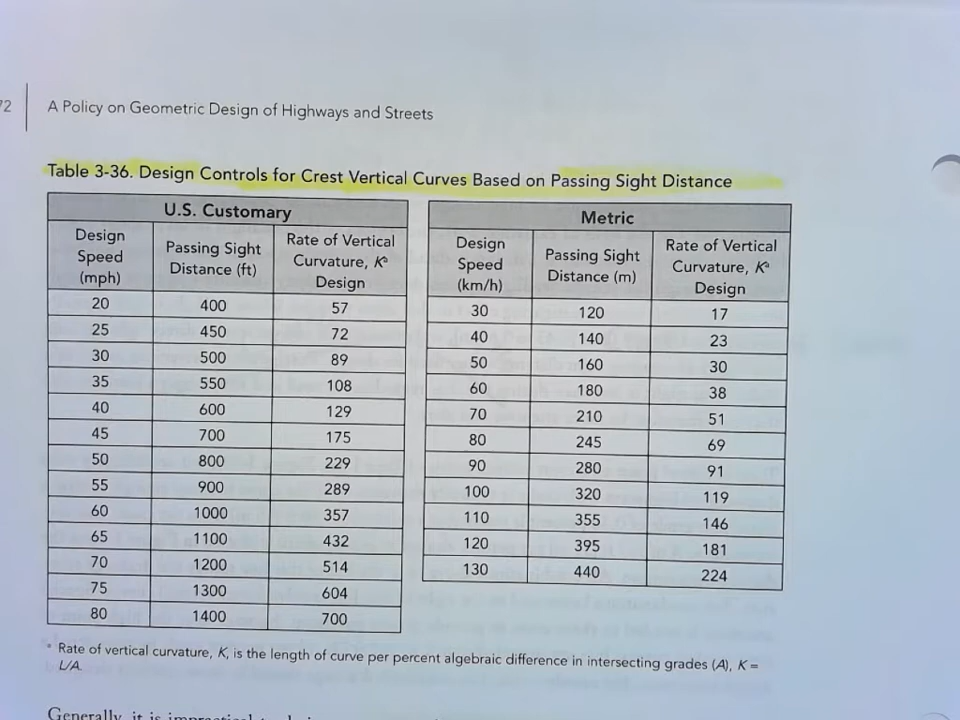 72
A Policy on Geometric Design of Highways and Streets
Table 3-36. Design Controls for Crest Vertical Curves Based on Passing Sight Distance
U.S. Customary
Design Speed (mph) Passing Sight Distance (ft) Rate of Vertical Curvature, Kª Design
20 400 57
25 450 72
30 500 89
35 550 108
40 600 129
45 700 175
50 800 229
55 900 289
60 1000 357
65 1100 432
70 1200 514
75 1300 604
80 1400 700
Metric
Design Speed (km/h) Passing Sight Distance (m) Rate of Vertical Curvature, Kª Design
30 120 17
40 140 23
50 160 30
60 180 38
70 210 51
80 245 69
90 280 91
100 320 119
110 355 146
120 395 181
130 440 224
ª Rate of vertical curvature, K, is the length of curve per percent algebraic difference in intersecting grades (A), K =
L/A.
Generally, it is impractical